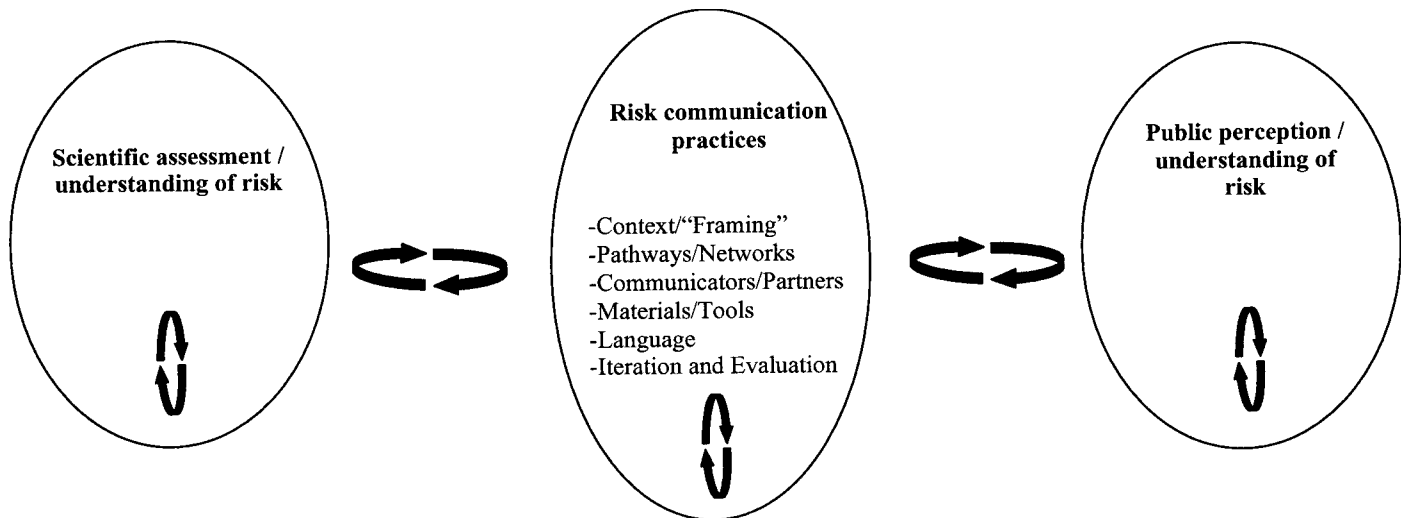 Scientific assessment /
understanding of risk
Risk communication
practices
-Context/“Framing”
-Pathways/Networks
-Communicators/Partners
-Materials/Tools
-Language
-Iteration and Evaluation
Public perception /
understanding of
risk